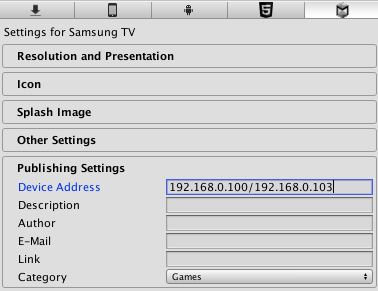 Settings for Samsung TV
Resolution and Presentation
Icon
Splash Image
Other Settings
Publishing Settings
Device Address 192.168.0.100/192.168.0.103
Description
Author
E-Mail
Link
Category Games